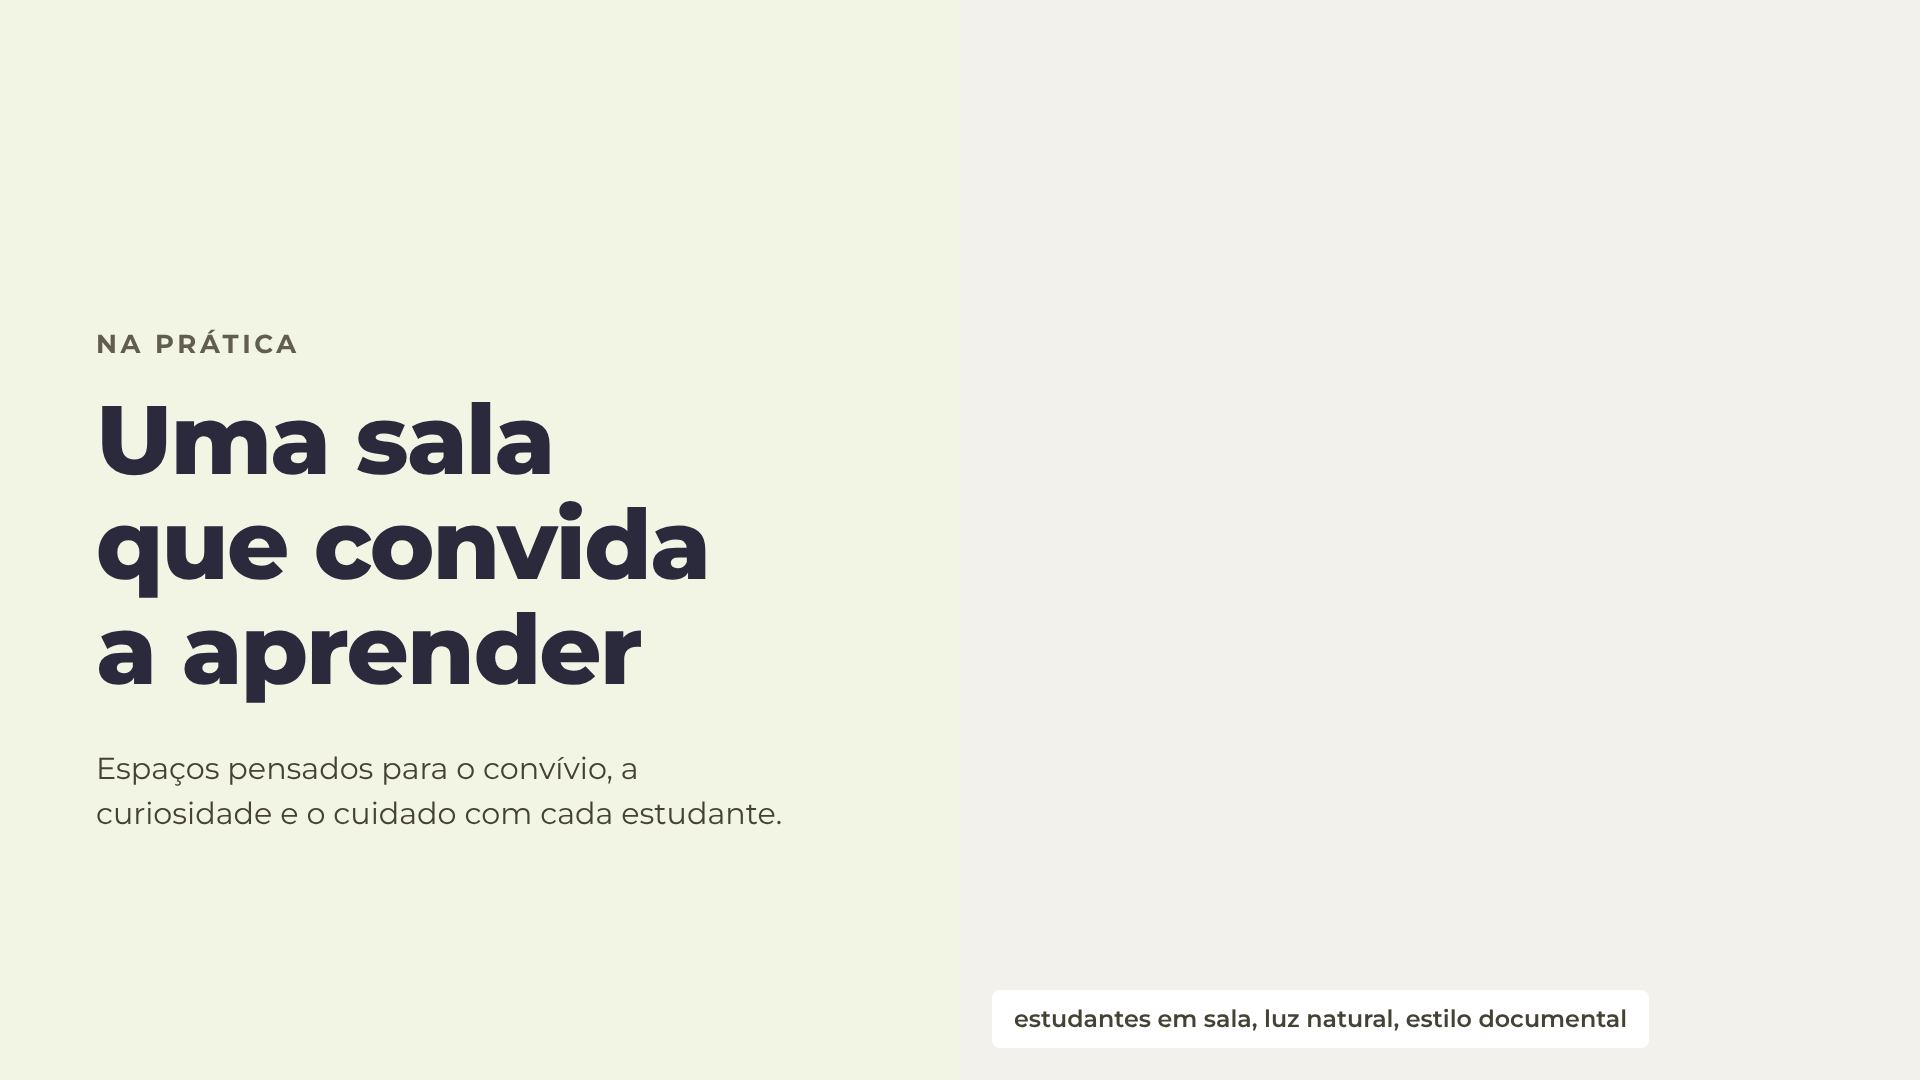 NA PRÁTICA
Uma sala
que convida
a aprender
Espaços pensados para o convívio, a
curiosidade e o cuidado com cada estudante.
estudantes em sala, luz natural, estilo documental